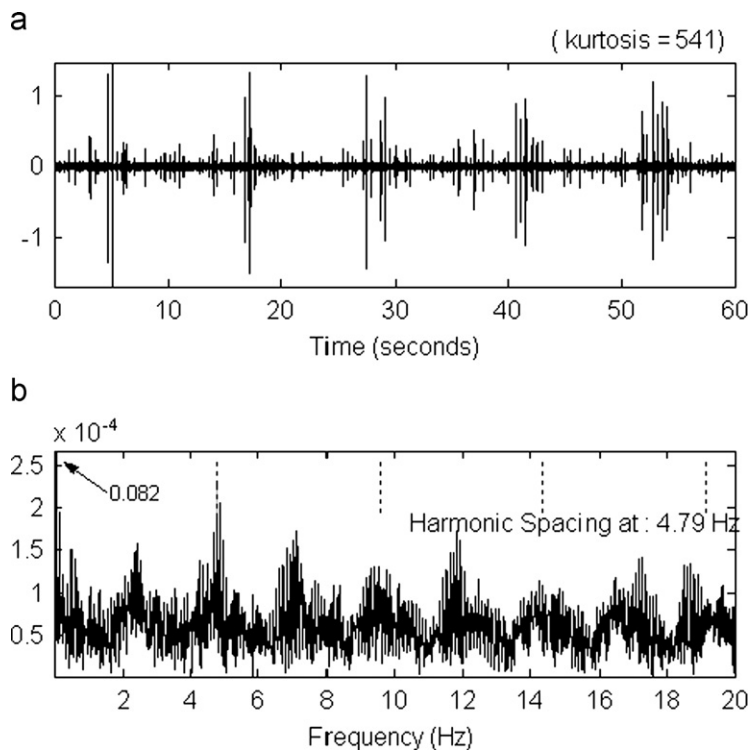 a
( kurtosis = 541)
1
0
-1
0 10 20 30 40 50 60
Time (seconds)
b
x 10-4
2.5
0.082
2
Harmonic Spacing at : 4.79 Hz
1.5
1
0.5
2 4 6 8 10 12 14 16 18 20
Frequency (Hz)